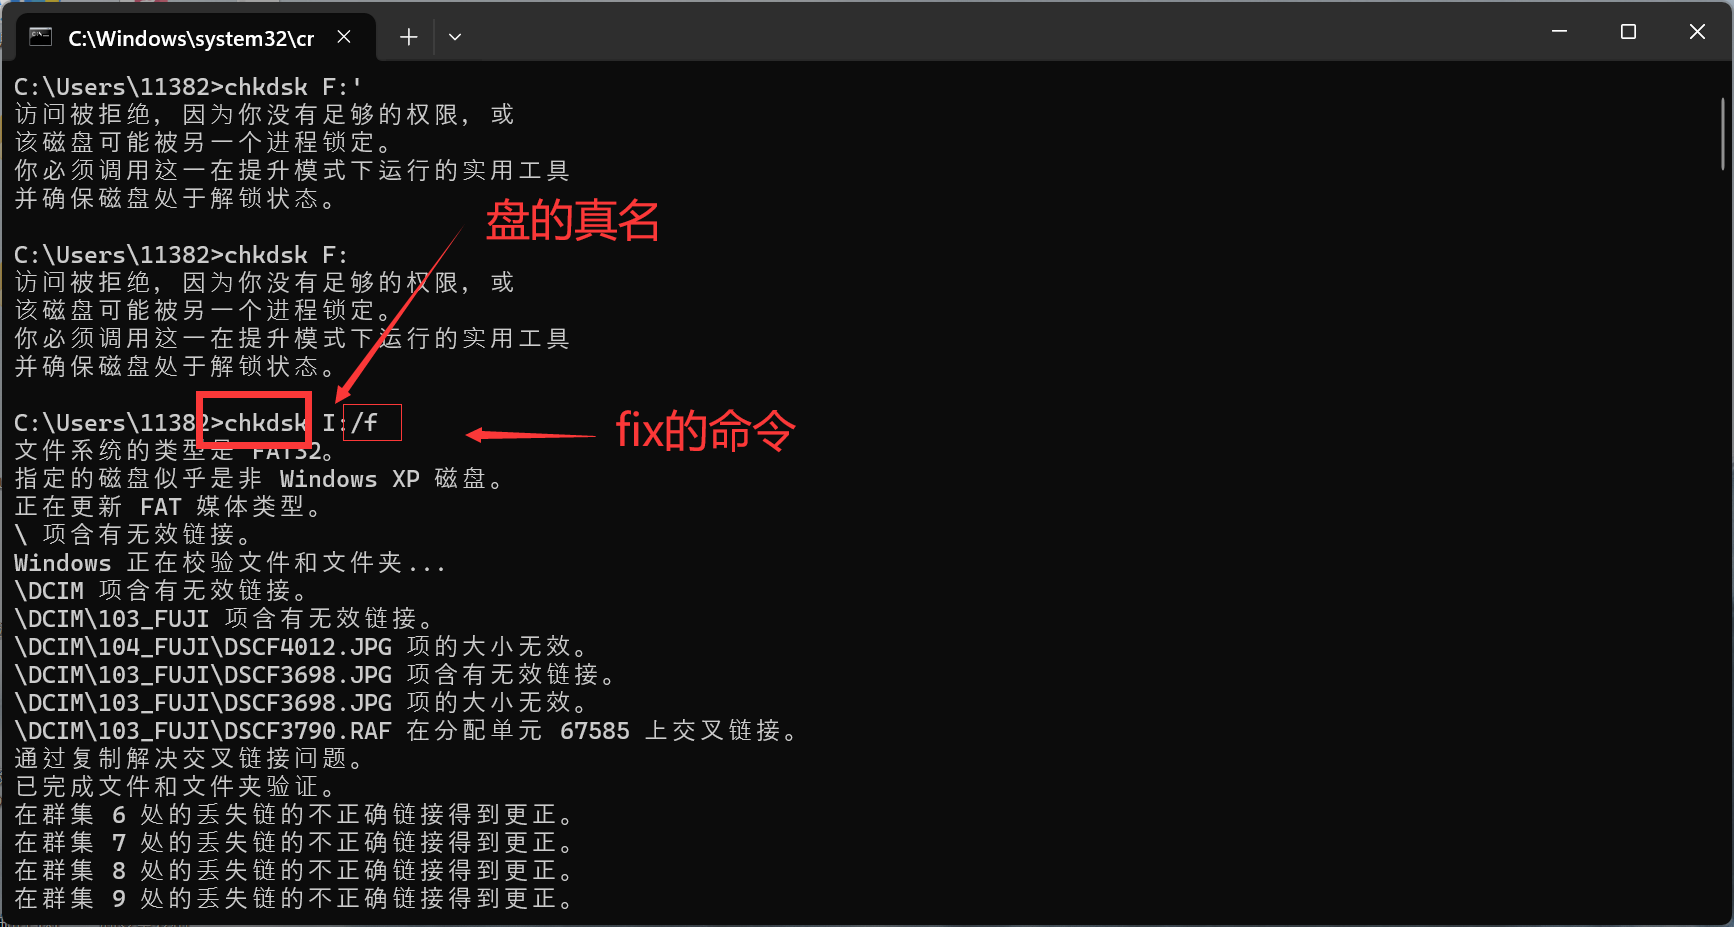 C:\Windows\system32\cr
C:\Users\11382>chkdsk F:'
访问被拒绝，因为你没有足够的权限，或
该磁盘可能被另一个进程锁定。
你必须调用这一在提升模式下运行的实用工具
并确保磁盘处于解锁状态。
盘的真名
C:\Users\11382>chkdsk F:
访问被拒绝，因为你没有足够的权限，或
该磁盘可能被另一个进程锁定。
你必须调用这一在提升模式下运行的实用工具
并确保磁盘处于解锁状态。
C:\Users\11382>chkdsk I:/f
fix的命令
文件系统的类型是 FAT32。
指定的磁盘似乎是非 Windows XP 磁盘。
正在更新 FAT 媒体类型。
\ 项含有无效链接。
Windows 正在校验文件和文件夹...
\DCIM 项含有无效链接。
\DCIM\103_FUJI 项含有无效链接。
\DCIM\104_FUJI\DSCF4012.JPG 项的大小无效。
\DCIM\103_FUJI\DSCF3698.JPG 项含有无效链接。
\DCIM\103_FUJI\DSCF3698.JPG 项的大小无效。
\DCIM\103_FUJI\DSCF3790.RAF 在分配单元 67585 上交叉链接。
通过复制解决交叉链接问题。
已完成文件和文件夹验证。
在群集 6 处的丢失链的不正确链接得到更正。
在群集 7 处的丢失链的不正确链接得到更正。
在群集 8 处的丢失链的不正确链接得到更正。
在群集 9 处的丢失链的不正确链接得到更正。